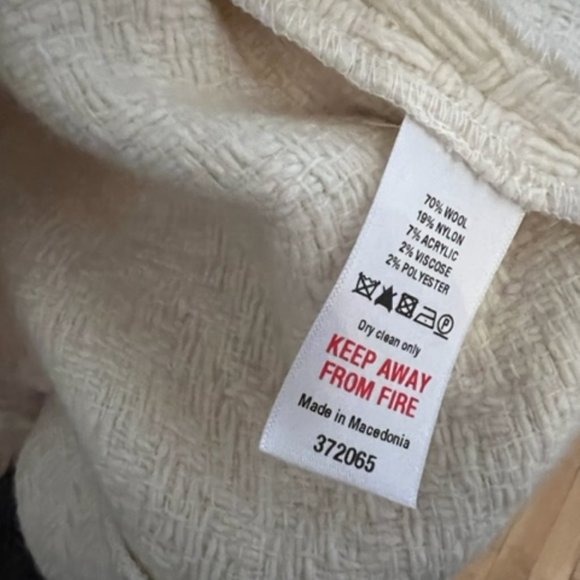 70% WOOL
19% NYLON
7% ACRYLIC
2% VISCOSE
2% POLYESTER
P
Dry clean only
KEEP AWAY
FROM FIRE
Made in Macedonia
372065